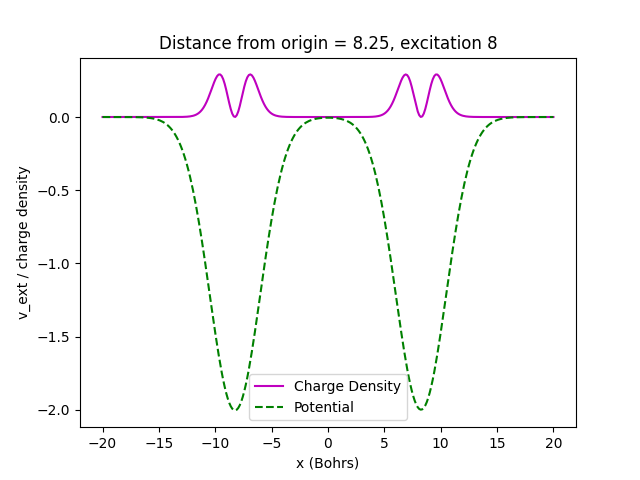 Distance from origin = 8.25, excitation 8
v_ext / charge density
0.0
−0.5
−1.0
−1.5
−2.0
Charge Density
Potential
−20
−15
−10
−5
0
5
10
15
20
x (Bohrs)